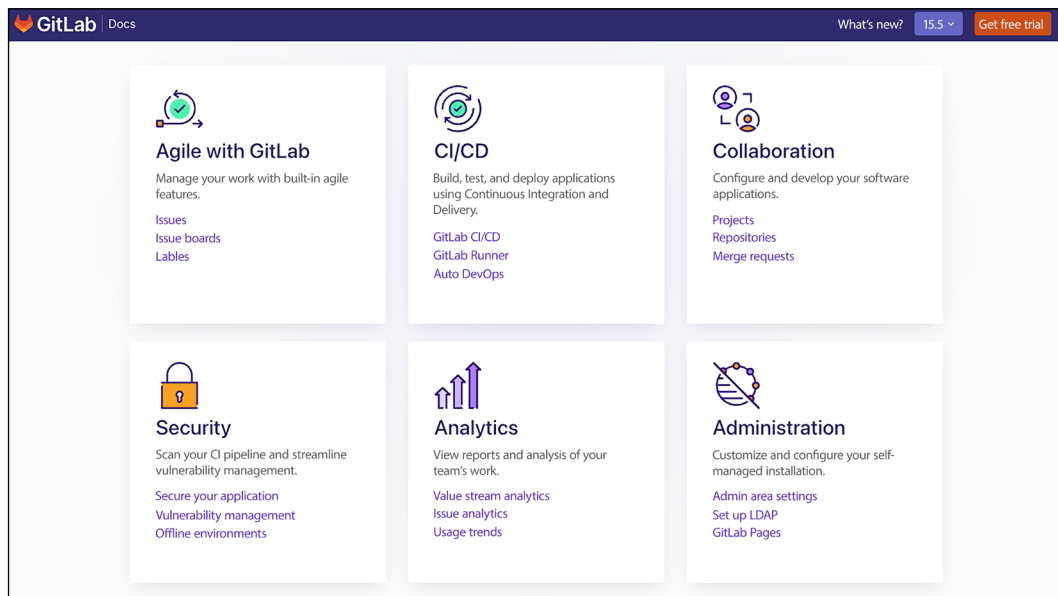 GitLab Docs What's new? 15.5 Get free trial
Agile with GitLab
Manage your work with built-in agile
features.
Issues
Issue boards
Lables
CI/CD
Build, test, and deploy applications
using Continuous Integration and
Delivery.
GitLab CI/CD
GitLab Runner
Auto DevOps
Collaboration
Configure and develop your software
applications.
Projects
Repositories
Merge requests
Security
Scan your CI pipeline and streamline
vulnerability management.
Secure your application
Vulnerability management
Offline environments
Analytics
View reports and analysis of your
team's work.
Value stream analytics
Issue analytics
Usage trends
Administration
Customize and configure your self-
managed installation.
Admin area settings
Set up LDAP
GitLab Pages